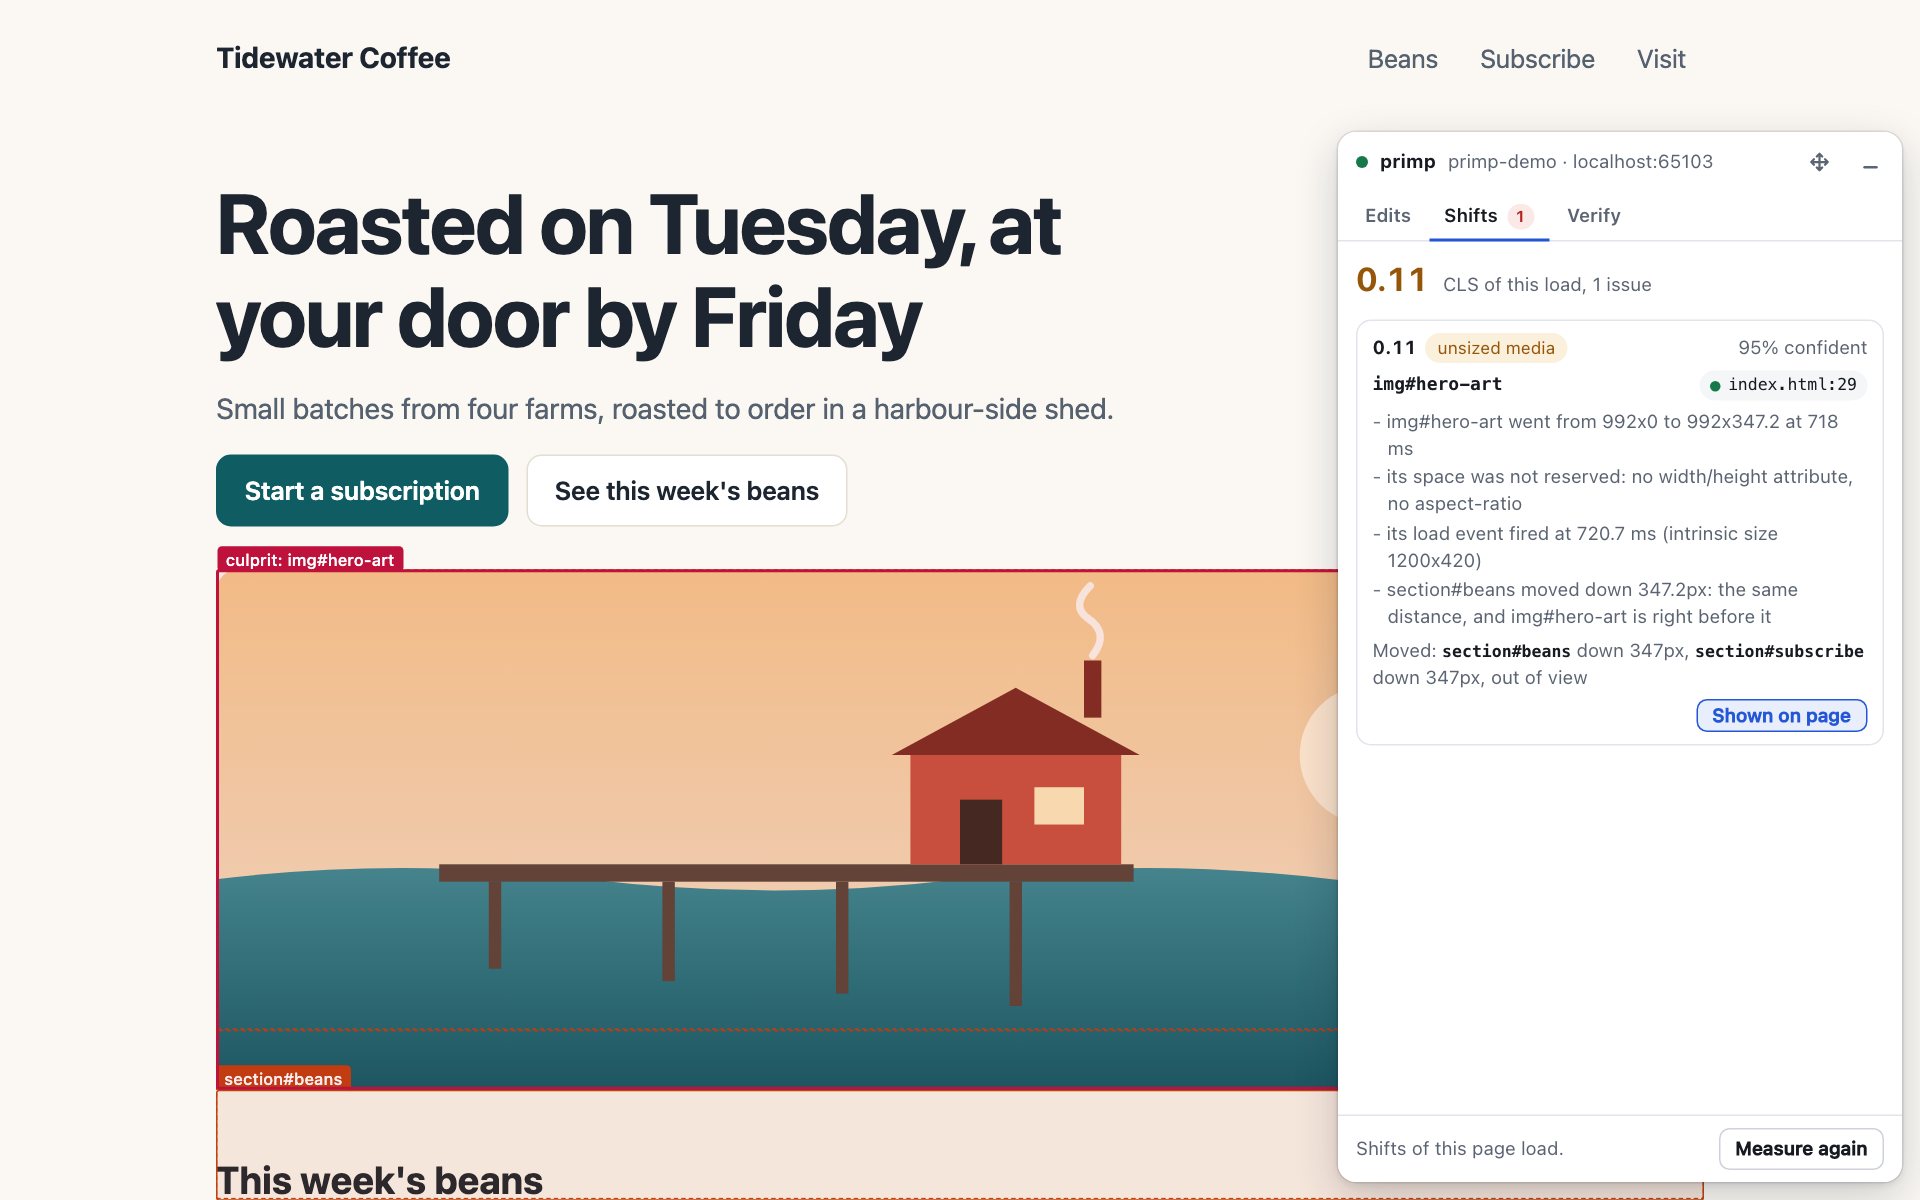 Tidewater Coffee
Beans Subscribe Visit
Roasted on Tuesday, at
your door by Friday
Small batches from four farms, roasted to order in a harbour-side shed.
Start a subscription
See this week's beans
culprit: img#hero-art
section#beans
This week's beans
primp primp-demo · localhost:65103
Edits Shifts 1 Verify
0.11 CLS of this load, 1 issue
0.11 unsized media 95% confident
img#hero-art index.html:29
- img#hero-art went from 992x0 to 992x347.2 at 718
ms
- its space was not reserved: no width/height attribute,
no aspect-ratio
- its load event fired at 720.7 ms (intrinsic size
1200x420)
- section#beans moved down 347.2px: the same
distance, and img#hero-art is right before it
Moved: section#beans down 347px, section#subscribe
down 347px, out of view
Shown on page
Shifts of this page load.
Measure again